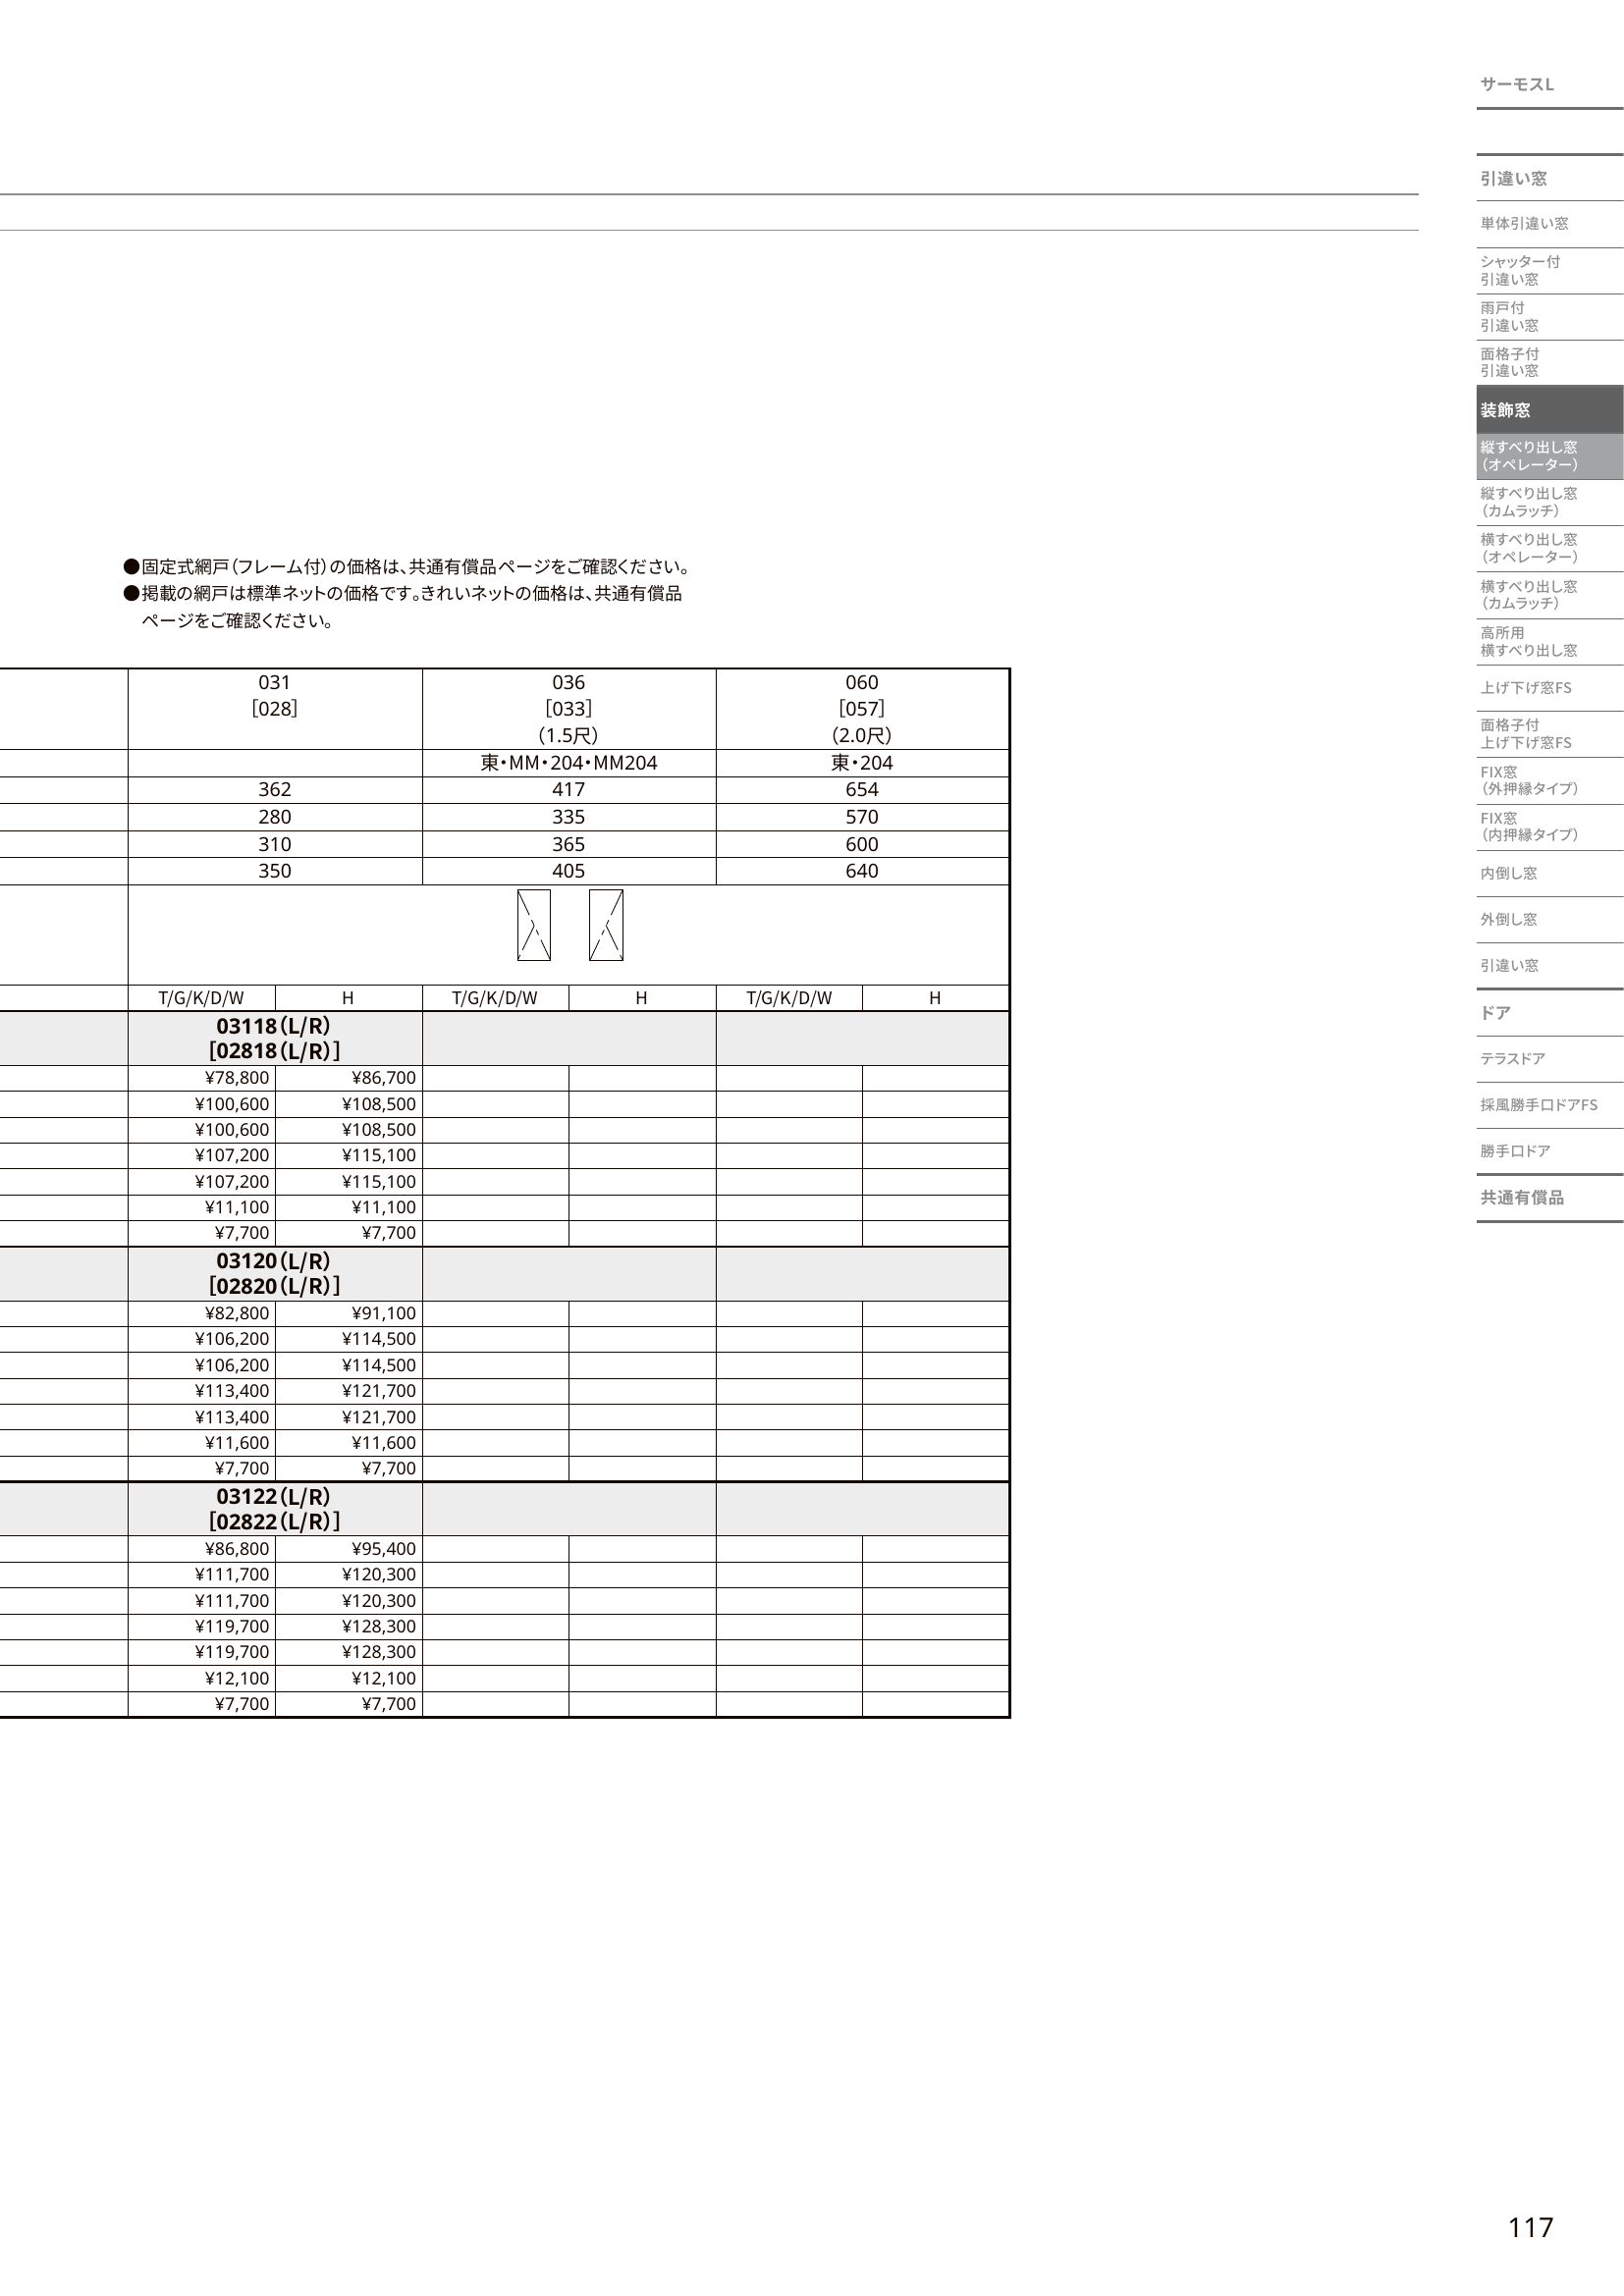 サーモスL
引違い窓
単体引違い窓
シャッター付
引違い窓
雨戸付
引違い窓
面格子付
引違い窓
装飾窓
縦すべり出し窓
（オペレーター）
縦すべり出し窓
（カムラッチ）
横すべり出し窓
（オペレーター）
横すべり出し窓
（カムラッチ）
高所用
横すべり出し窓
上げ下げ窓FS
面格子付
上げ下げ窓FS
FIX窓
（外押縁タイプ）
FIX窓
（内押縁タイプ）
内倒し窓
外倒し窓
引違い窓
ドア
テラスドア
採風勝手口ドアFS
勝手口ドア
共通有償品
●固定式網戸（フレーム付）の価格は、共通有償品ページをご確認ください。
●掲載の網戸は標準ネットの価格です。きれいネットの価格は、共通有償品
ページをご確認ください。
031 036 060
［028］ ［033］ ［057］
（1.5尺） （2.0尺）
東・MM・204・MM204 東・204
362 417 654
280 335 570
310 365 600
350 405 640
T/G/K/D/W H T/G/K/D/W H T/G/K/D/W H
03118（L/R）
［02818（L/R）］
¥78,800 ¥86,700
¥100,600 ¥108,500
¥100,600 ¥108,500
¥107,200 ¥115,100
¥107,200 ¥115,100
¥11,100 ¥11,100
¥7,700 ¥7,700
03120（L/R）
［02820（L/R）］
¥82,800 ¥91,100
¥106,200 ¥114,500
¥106,200 ¥114,500
¥113,400 ¥121,700
¥113,400 ¥121,700
¥11,600 ¥11,600
¥7,700 ¥7,700
03122（L/R）
［02822（L/R）］
¥86,800 ¥95,400
¥111,700 ¥120,300
¥111,700 ¥120,300
¥119,700 ¥128,300
¥119,700 ¥128,300
¥12,100 ¥12,100
¥7,700 ¥7,700
117